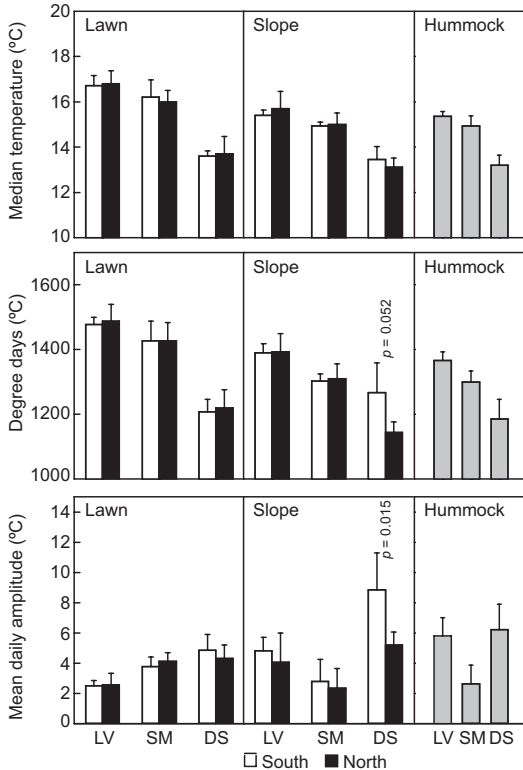 Median temperature (ºC)
20
18
16
14
12
10
Lawn
Slope
Hummock
Degree days (ºC)
1600
1400
1200
1000
Lawn
Slope
Hummock
p = 0.052
Mean daily amplitude (ºC)
14
12
10
8
6
4
2
0
Lawn
Slope
Hummock
p = 0.015
LV SM DS LV SM DS LV SM DS
South North